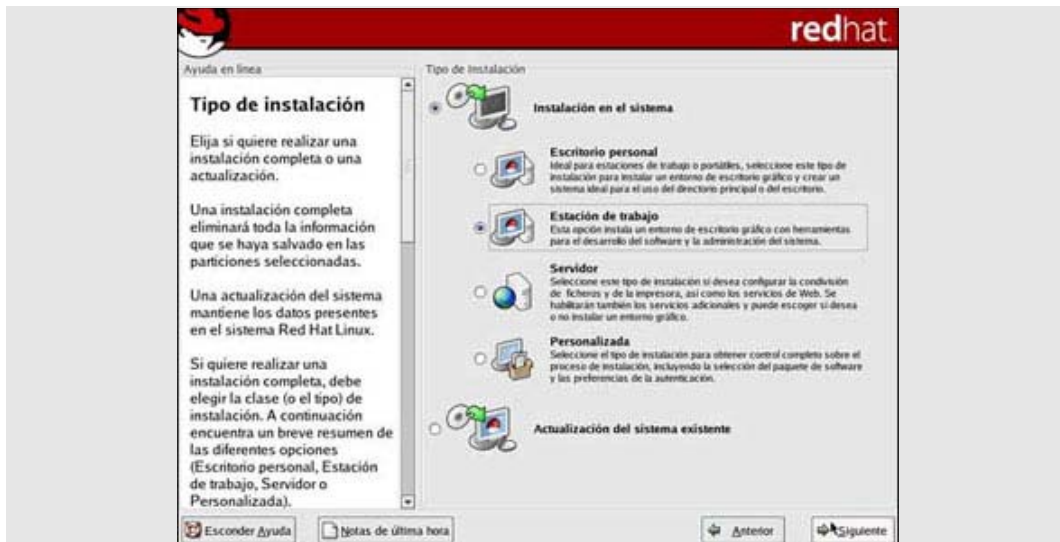 redhat.
Ayuda en línea
Tipo de instalación
Elija si quiere realizar una
instalación completa o una
actualización.
Una instalación completa
eliminará toda la información
que se haya salvado en las
particiones seleccionadas.
Una actualización del sistema
mantiene los datos presentes
en el sistema Red Hat Linux.
Si quiere realizar una
instalación completa, debe
elegir la clase (o el tipo) de
instalación. A continuación
encuentra un breve resumen de
las diferentes opciones
(Escritorio personal, Estación
de trabajo, Servidor o
Personalizada).
Tipo de Instalación
Instalación en el sistema
Escritorio personal
Ideal para estaciones de trabajo o portátiles, seleccione este tipo de
instalación para instalar un entorno de escritorio gráfico y crear un
sistema ideal para el uso del directorio principal o del escritorio.
Estación de trabajo
Esta opción instala un entorno de escritorio gráfico con herramientas
para el desarrollo del software y la administración del sistema.
Servidor
Seleccione este tipo de instalación si desea configurar la condivisión
de ficheros y de la impresora, así como los servicios de Web. Se
habilitarán también los servicios adicionales y puede escoger si desea
o no instalar un entorno gráfico.
Personalizada
Seleccione el tipo de instalación para obtener control completo sobre el
proceso de instalación, incluyendo la selección del paquete de software
y las preferencias de la autenticación.
Actualización del sistema existente
Esconder Ayuda
Notas de última hora
Anterior
Siguiente